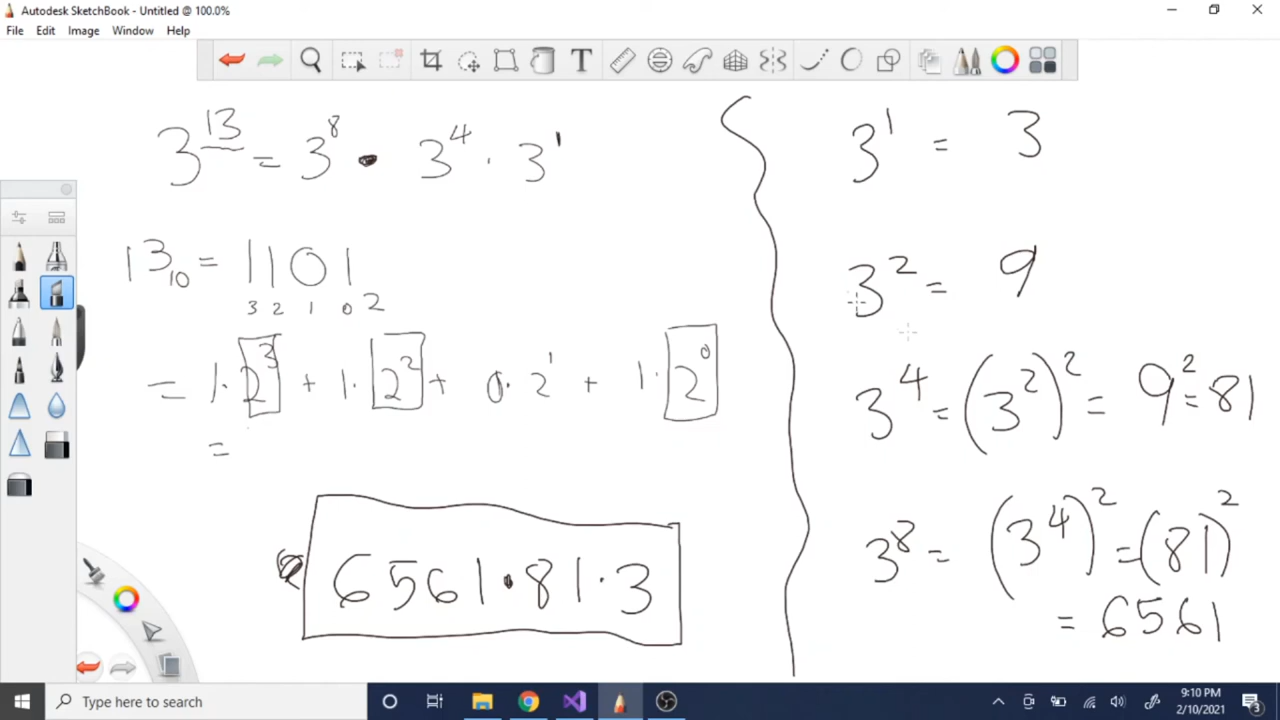 Autodesk SketchBook - Untitled @ 100.0%
File Edit Image Window Help
3^13 = 3^8 · 3^4 · 3^1
13₁₀ = 1101₂
3 2 1 0
= 1·2^3 + 1·2^2 + 0·2^1 + 1·2^0
=
6561·81·3
3^1 = 3
3^2 = 9
3^4 = (3^2)^2 = 9^2 = 81
3^8 = (3^4)^2 = (81)^2
= 6561
Type here to search
9:10 PM
2/10/2021
3